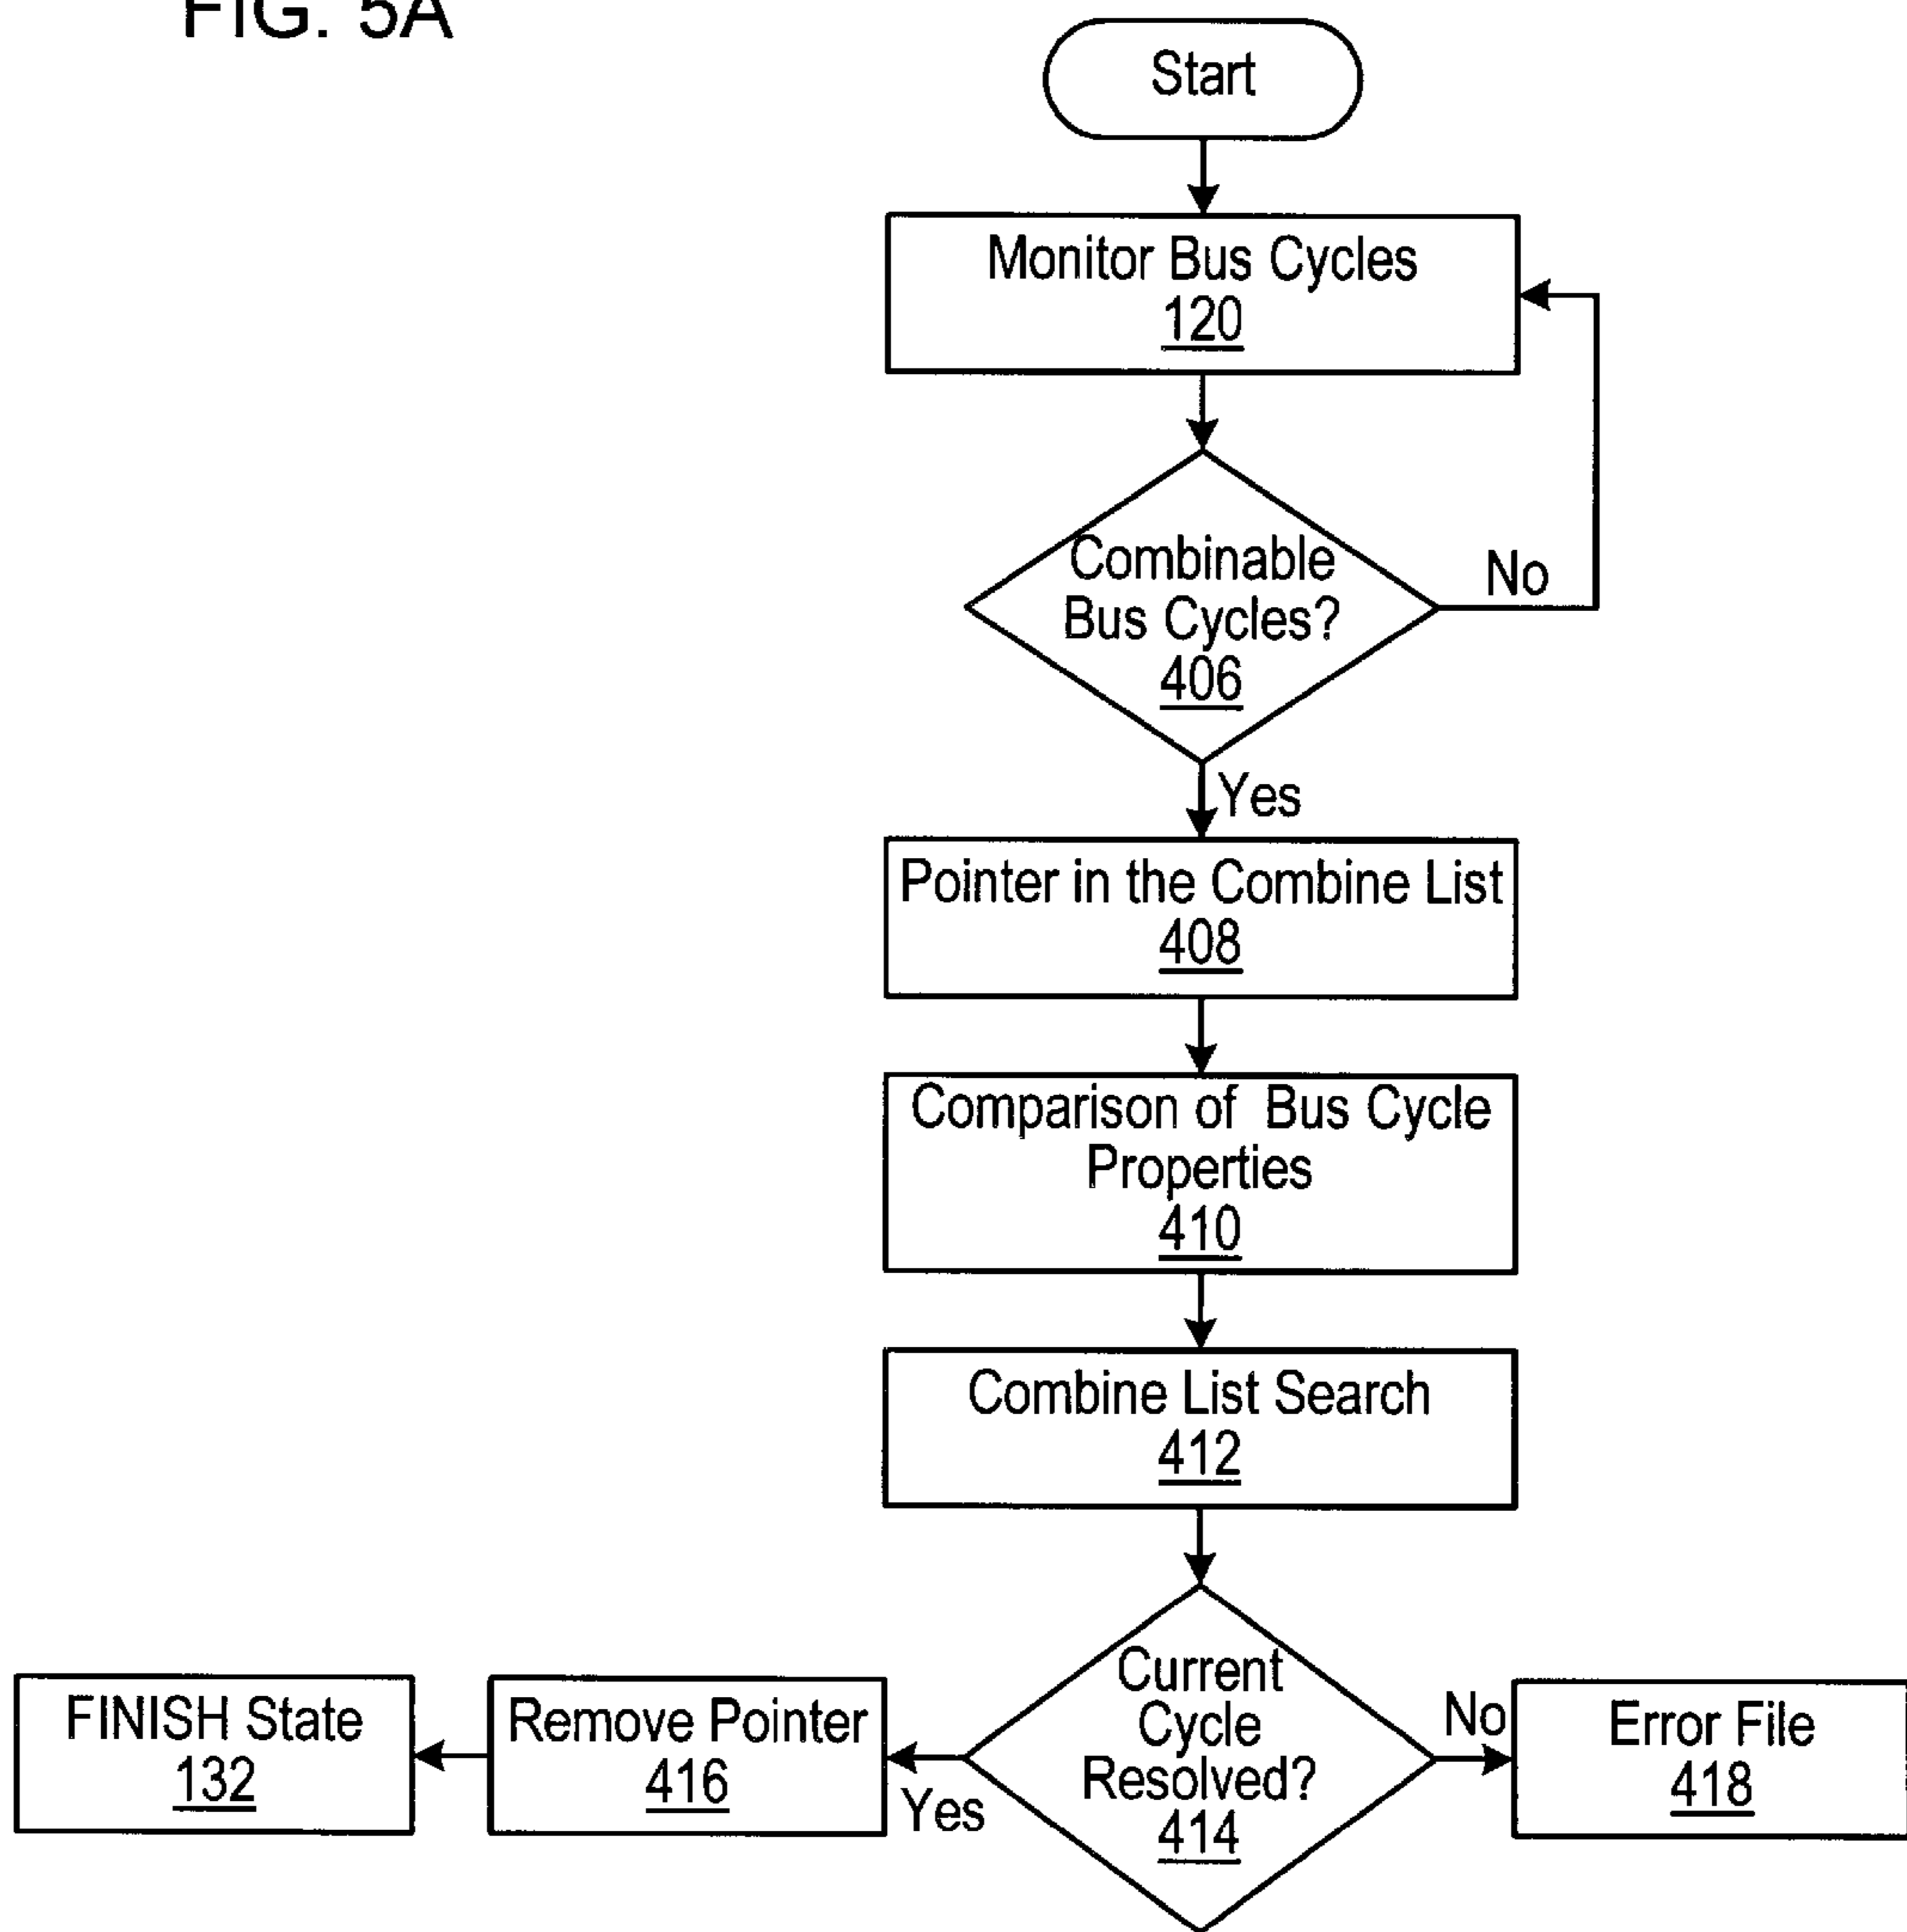 FIG. 5A
Start
Monitor Bus Cycles
120
Combinable
Bus Cycles?
406
No
Yes
Pointer in the Combine List
408
Comparison of Bus Cycle
Properties
410
Combine List Search
412
Current
Cycle
Resolved?
414
Yes
No
Remove Pointer
416
FINISH State
132
Error File
418